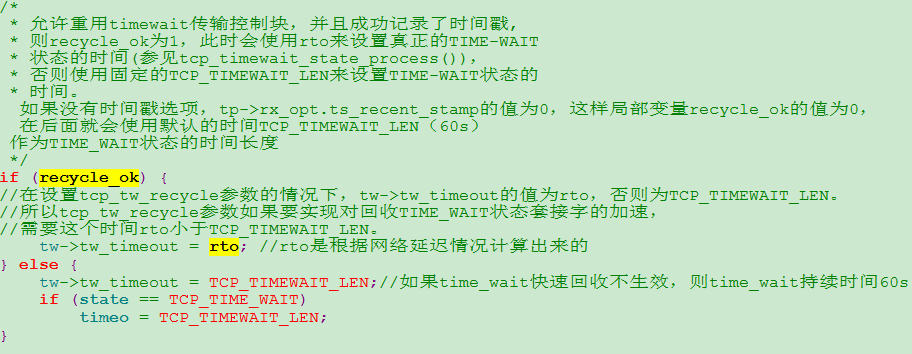 /*
 * 允许重用timewait传输控制块，并且成功记录了时间戳,
 * 则recycle_ok为1，此时会使用rto来设置真正的TIME-WAIT
 * 状态的时间(参见tcp_timewait_state_process())，
 * 否则使用固定的TCP_TIMEWAIT_LEN来设置TIME-WAIT状态的
 * 时间。
  如果没有时间戳选项，tp->rx_opt.ts_recent_stamp的值为0，这样局部变量recycle_ok的值为0，
  在后面就会使用默认的时间TCP_TIMEWAIT_LEN（60s）
 作为TIME_WAIT状态的时间长度
 */
if (recycle_ok) {
//在设置tcp_tw_recycle参数的情况下，tw->tw_timeout的值为rto，否则为TCP_TIMEWAIT_LEN。
//所以tcp_tw_recycle参数如果要实现对回收TIME_WAIT状态套接字的加速，
//需要这个时间rto小于TCP_TIMEWAIT_LEN。
    tw->tw_timeout = rto; //rto是根据网络延迟情况计算出来的
} else {
    tw->tw_timeout = TCP_TIMEWAIT_LEN;//如果time_wait快速回收不生效，则time_wait持续时间60s
    if (state == TCP_TIME_WAIT)
        timeo = TCP_TIMEWAIT_LEN;
}